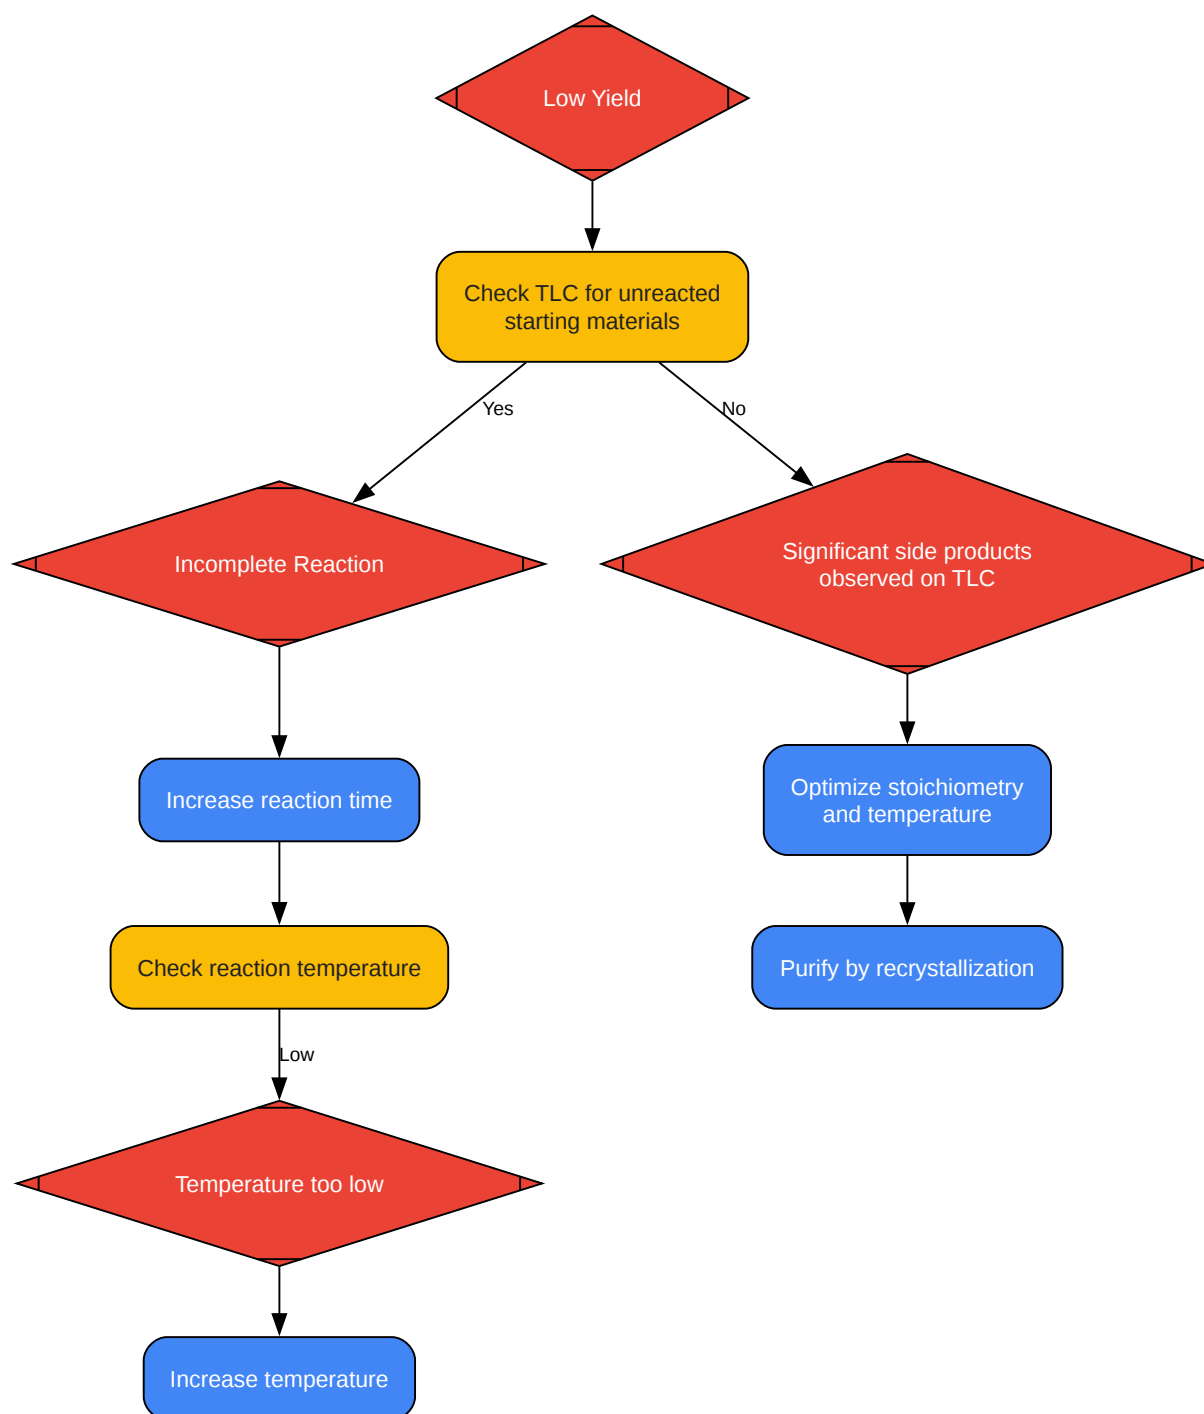 Low Yield
Check TLC for unreacted
starting materials
Yes
No
Incomplete Reaction
Significant side products
observed on TLC
Increase reaction time
Optimize stoichiometry
and temperature
Check reaction temperature
Purify by recrystallization
Low
Temperature too low
Increase temperature